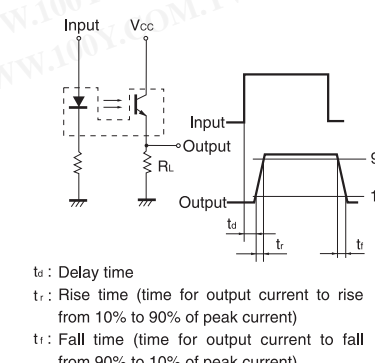 Input
Vcc
Input
Output
RL
Output
td
tr
tf
td : Delay time
tr : Rise time (time for output current to rise
from 10% to 90% of peak current)
tf : Fall time (time for output current to fall
from 90% to 10% of peak current)